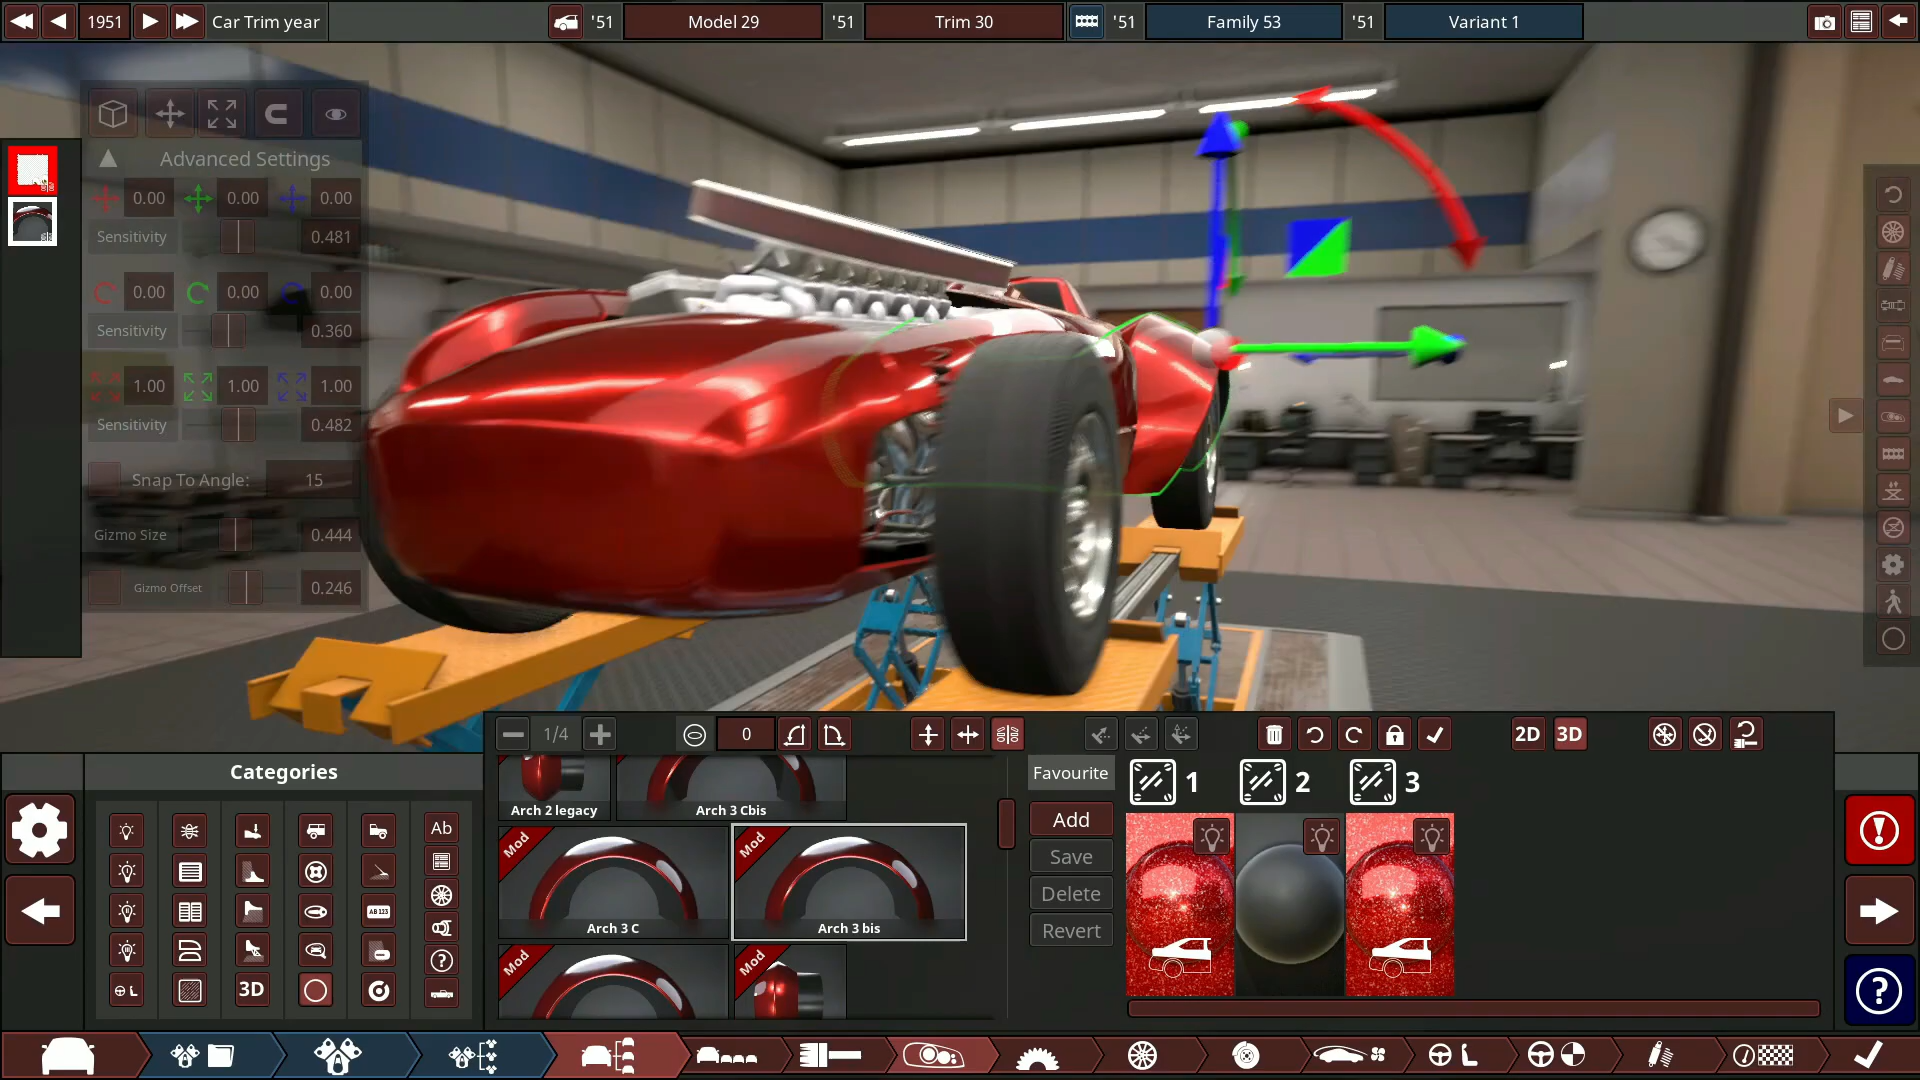 1951
Car Trim year
'51
Model 29
'51
Trim 30
'51
Family 53
'51
Variant 1
Advanced Settings
0.00
0.00
0.00
Sensitivity
0.481
0.00
0.00
0.00
Sensitivity
0.360
1.00
1.00
1.00
Sensitivity
0.482
Snap To Angle:
15
Gizmo Size
0.444
Gizmo Offset
0.246
1/4
0
2D
3D
Categories
Ab
AB 123
3D
Arch 2 legacy
Arch 3 Cbis
Mod
Arch 3 C
Mod
Arch 3 bis
Mod
Mod
Favourite
Add
Save
Delete
Revert
1
2
3